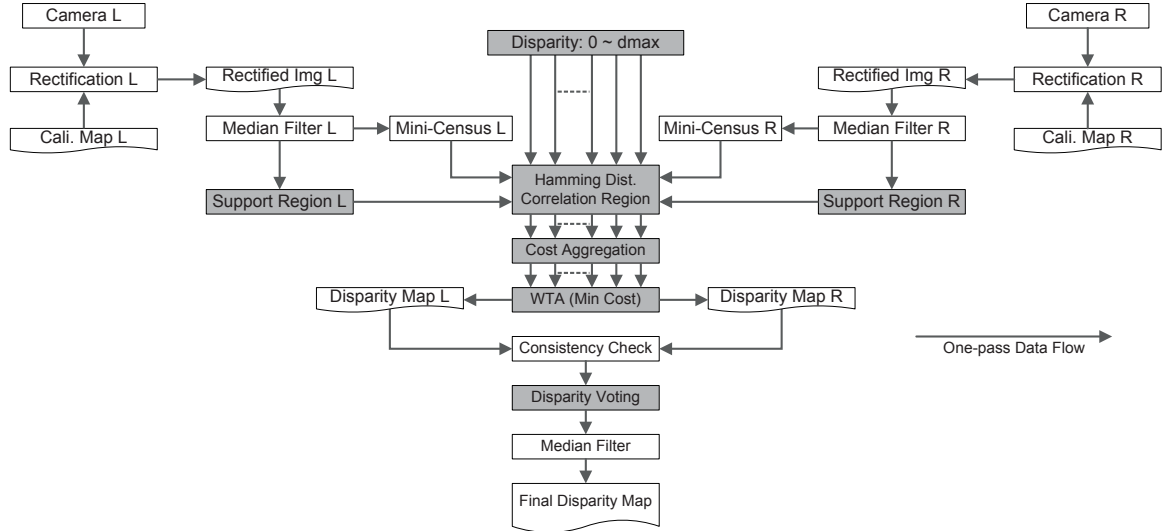 Camera L
Camera R
Disparity: 0 ~ dmax
Rectification L
Rectified Img L
Rectified Img R
Rectification R
Cali. Map L
Median Filter L
Mini-Census L
Mini-Census R
Median Filter R
Cali. Map R
Hamming Dist.
Correlation Region
Support Region L
Support Region R
Cost Aggregation
Disparity Map L
WTA (Min Cost)
Disparity Map R
Consistency Check
One-pass Data Flow
Disparity Voting
Median Filter
Final Disparity Map